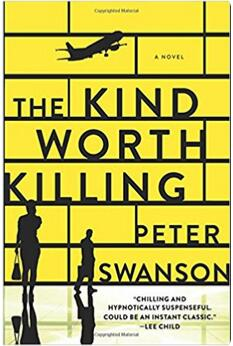 A NOVEL
THE KIND
WORTH
KILLING
PETER
SWANSON
"CHILLING AND
HYPNOTICALLY SUSPENSEFUL.
COULD BE AN INSTANT CLASSIC."
—LEE CHILD